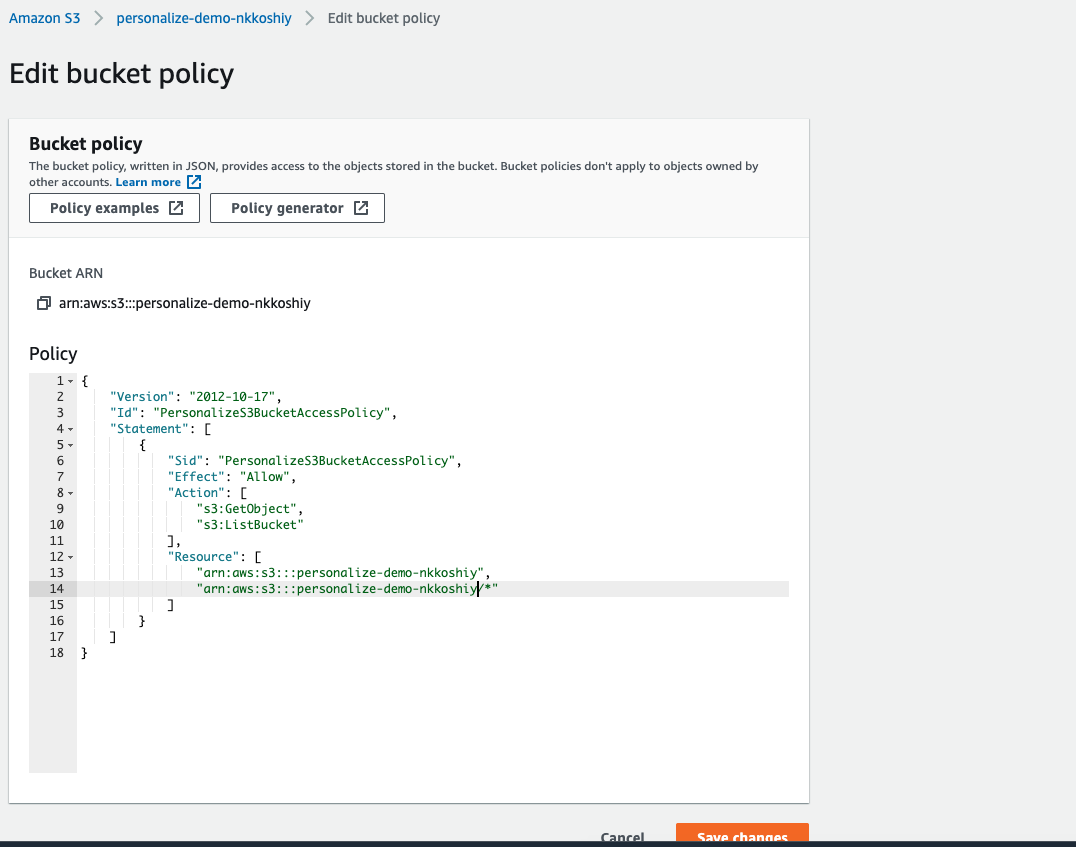 Amazon S3 > personalize-demo-nkkoshiy > Edit bucket policy
Edit bucket policy
Bucket policy
The bucket policy, written in JSON, provides access to the objects stored in the bucket. Bucket policies don't apply to objects owned by
other accounts. Learn more
Policy examples Policy generator
Bucket ARN
arn:aws:s3:::personalize-demo-nkkoshiy
Policy
1 {
2 "Version": "2012-10-17",
3 "Id": "PersonalizeS3BucketAccessPolicy",
4 "Statement": [
5 {
6 "Sid": "PersonalizeS3BucketAccessPolicy",
7 "Effect": "Allow",
8 "Action": [
9 "s3:GetObject",
10 "s3:ListBucket"
11 ],
12 "Resource": [
13 "arn:aws:s3:::personalize-demo-nkkoshiy",
14 "arn:aws:s3:::personalize-demo-nkkoshiy/*"
15 ]
16 }
17 ]
18 }
Cancel Save changes